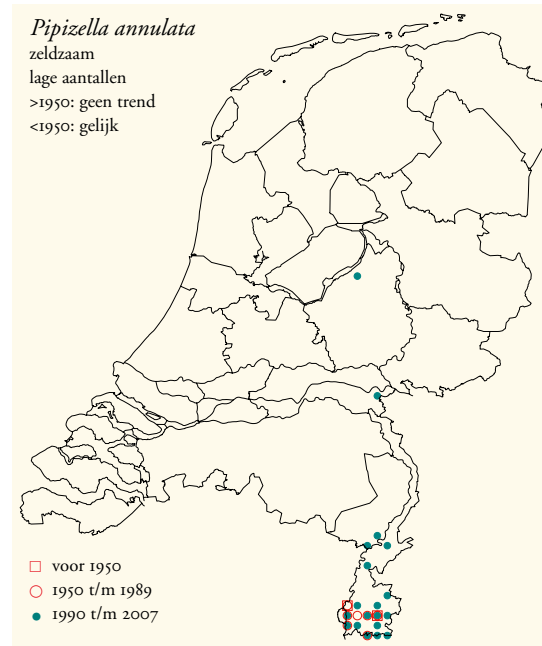 Pipizella annulata
zeldzaam
lage aantallen
>1950: geen trend
<1950: gelijk
voor 1950
1950 t/m 1989
1990 t/m 2007